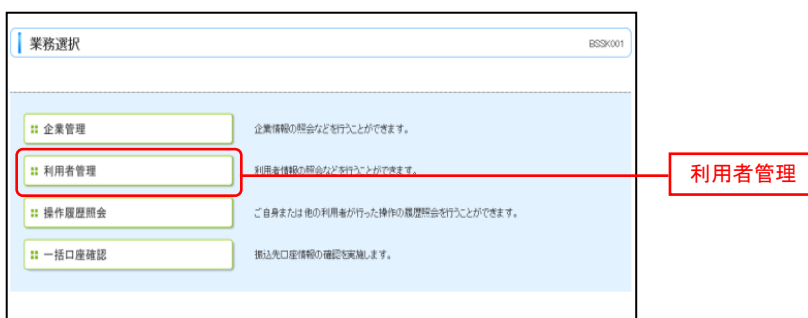 業務選択
BSSK001
企業管理
企業情報の照会などを行うことができます。
利用者管理
利用者情報の照会などを行うことができます。
利用者管理
操作履歴照会
ご自身または他の利用者が行った操作の履歴照会を行うことができます。
一括口座確認
振込先口座情報の確認を実施します。